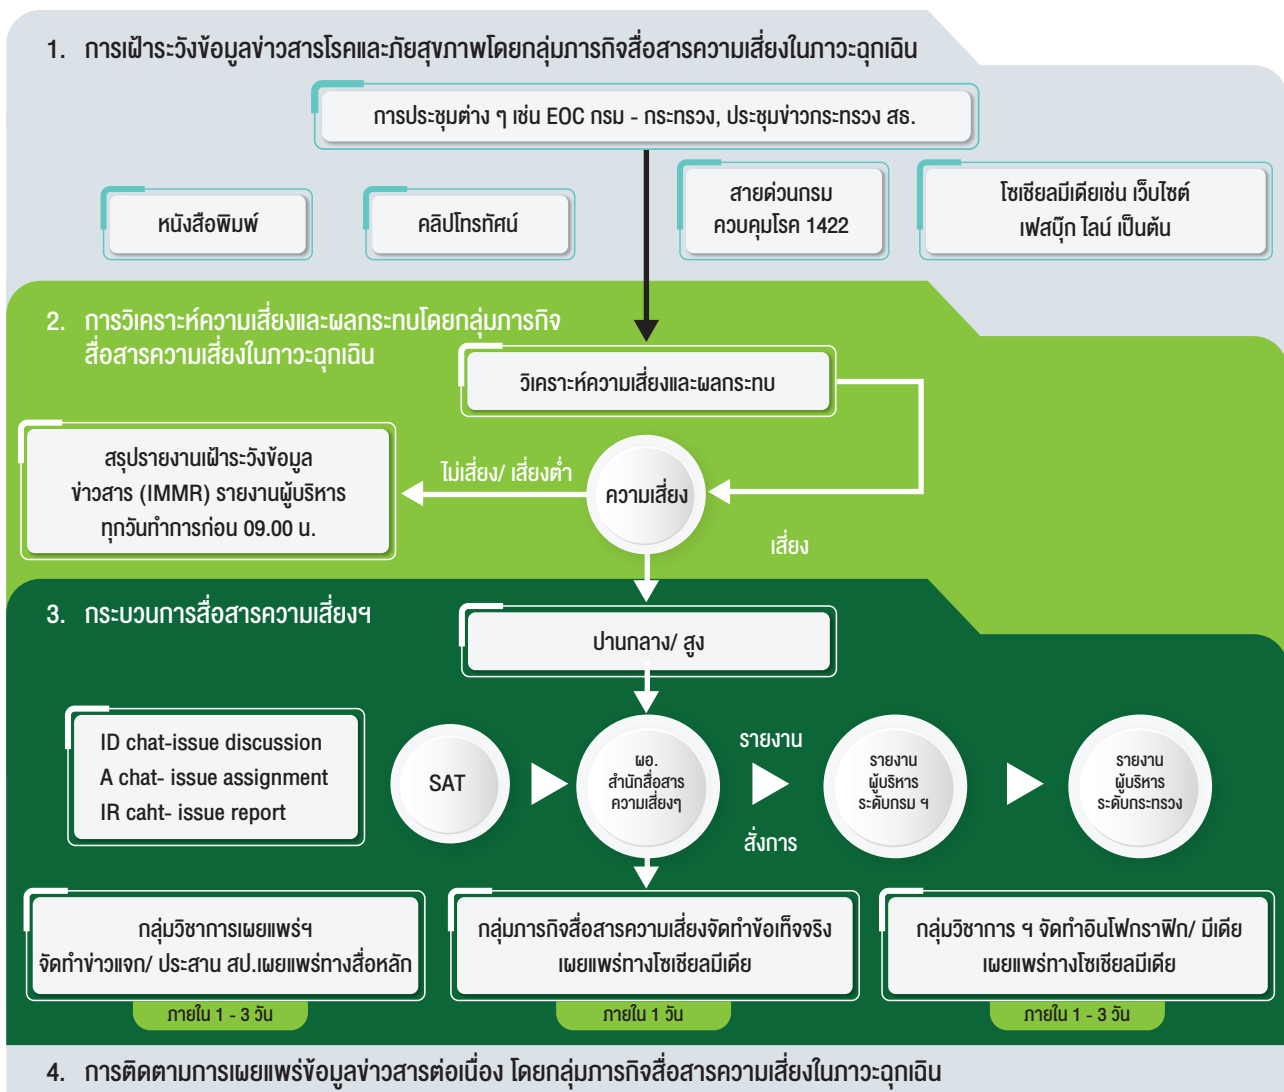 1. การเฝ้าระวังข้อมูลข่าวสารโรคและภัยสุขภาพโดยกลุ่มภารกิจสื่อสารความเสี่ยงในภาวะฉุกเฉิน
การประชุมต่าง ๆ เช่น EOC กรม - กระทรวง, ประชุมข่าวกระทรวง สธ.
หนังสือพิมพ์
คลิปโทรทัศน์
สายด่วนกรม
ควบคุมโรค 1422
โซเชียลมีเดียเช่น เว็บไซต์
เฟสบุ๊ก ไลน์ เป็นต้น
2. การวิเคราะห์ความเสี่ยงและผลกระทบโดยกลุ่มภารกิจ
สื่อสารความเสี่ยงในภาวะฉุกเฉิน
วิเคราะห์ความเสี่ยงและผลกระทบ
สรุปรายงานเฝ้าระวังข้อมูล
ข่าวสาร (IMMR) รายงานผู้บริหาร
ทุกวันทำการก่อน 09.00 น.
ไม่เสี่ยง/ เสี่ยงต่ำ
ความเสี่ยง
เสี่ยง
3. กระบวนการสื่อสารความเสี่ยงฯ
ปานกลาง/ สูง
ID chat-issue discussion
A chat- issue assignment
IR caht- issue report
SAT
ผอ.
สำนักสื่อสาร
ความเสี่ยงๆ
รายงาน
สั่งการ
รายงาน
ผู้บริหาร
ระดับกรม ฯ
รายงาน
ผู้บริหาร
ระดับกระทรวง
กลุ่มวิชาการเผยแพร่ฯ
จัดทำข่าวแจก/ ประสาน สป.เผยแพร่ทางสื่อหลัก
ภายใน 1 - 3 วัน
กลุ่มภารกิจสื่อสารความเสี่ยงจัดทำข้อเท็จจริง
เผยแพร่ทางโซเชียลมีเดีย
ภายใน 1 วัน
กลุ่มวิชาการ ฯ จัดทำอินโฟกราฟิก/ มีเดีย
เผยแพร่ทางโซเชียลมีเดีย
ภายใน 1 - 3 วัน
4. การติดตามการเผยแพร่ข้อมูลข่าวสารต่อเนื่อง โดยกลุ่มภารกิจสื่อสารความเสี่ยงในภาวะฉุกเฉิน